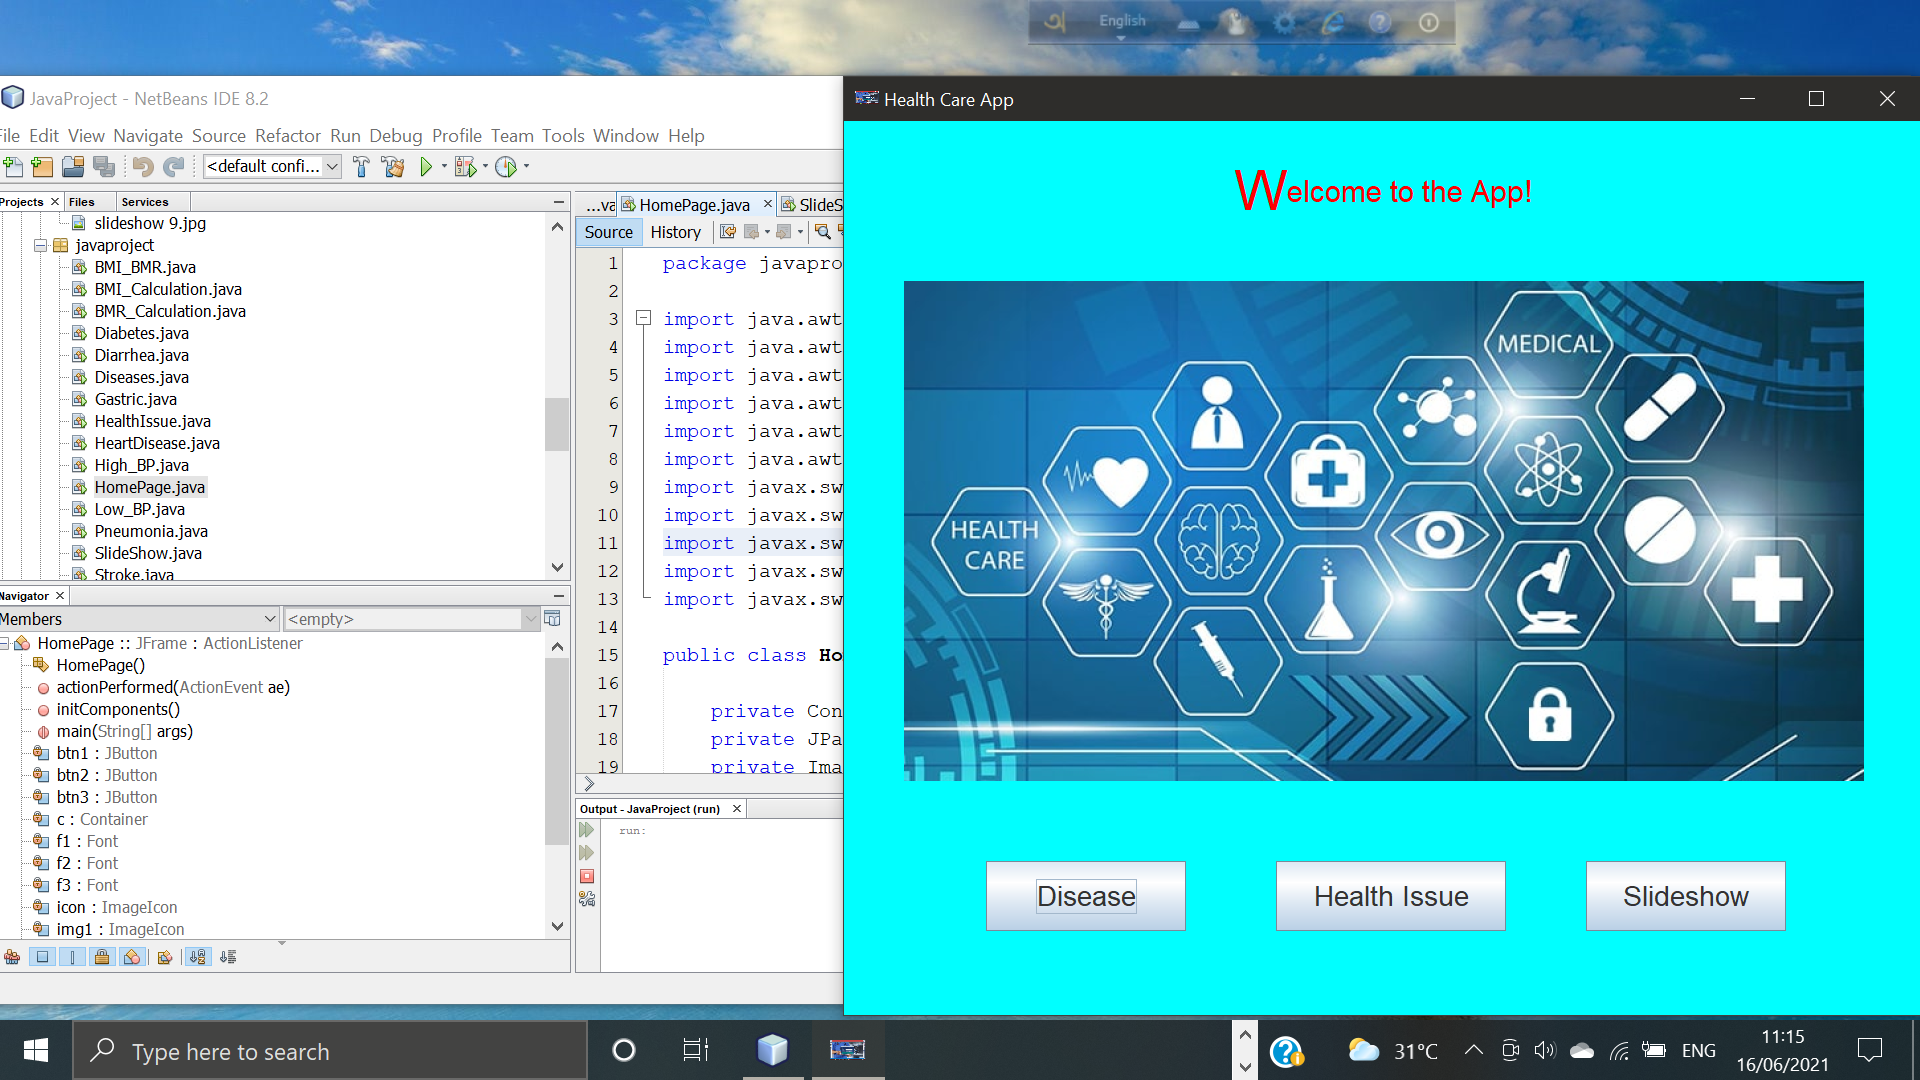 অ English
JavaProject - NetBeans IDE 8.2
File Edit View Navigate Source Refactor Run Debug Profile Team Tools Window Help
<default confi...
Projects Files Services
slideshow 9.jpg
javaproject
BMI_BMR.java
BMI_Calculation.java
BMR_Calculation.java
Diabetes.java
Diarrhea.java
Diseases.java
Gastric.java
HealthIssue.java
HeartDisease.java
High_BP.java
HomePage.java
Low_BP.java
Pneumonia.java
SlideShow.java
Stroke.java
Navigator
Members <empty>
HomePage :: JFrame : ActionListener
HomePage()
actionPerformed(ActionEvent ae)
initComponents()
main(String[] args)
btn1 : JButton
btn2 : JButton
btn3 : JButton
c : Container
f1 : Font
f2 : Font
f3 : Font
icon : ImageIcon
img1 : ImageIcon
...va HomePage.java SlideS
Source History
1 package javapro
2
3 import java.awt
4 import java.awt
5 import java.awt
6 import java.awt
7 import java.awt
8 import java.awt
9 import javax.sw
10 import javax.sw
11 import javax.sw
12 import javax.sw
13 import javax.sw
14
15 public class Ho
16
17 private Con
18 private JPa
19 private Ima
Output - JavaProject (run)
run:
Health Care App
Welcome to the App!
MEDICAL
HEALTH
CARE
Disease Health Issue Slideshow
Type here to search
31°C ENG
11:15
16/06/2021